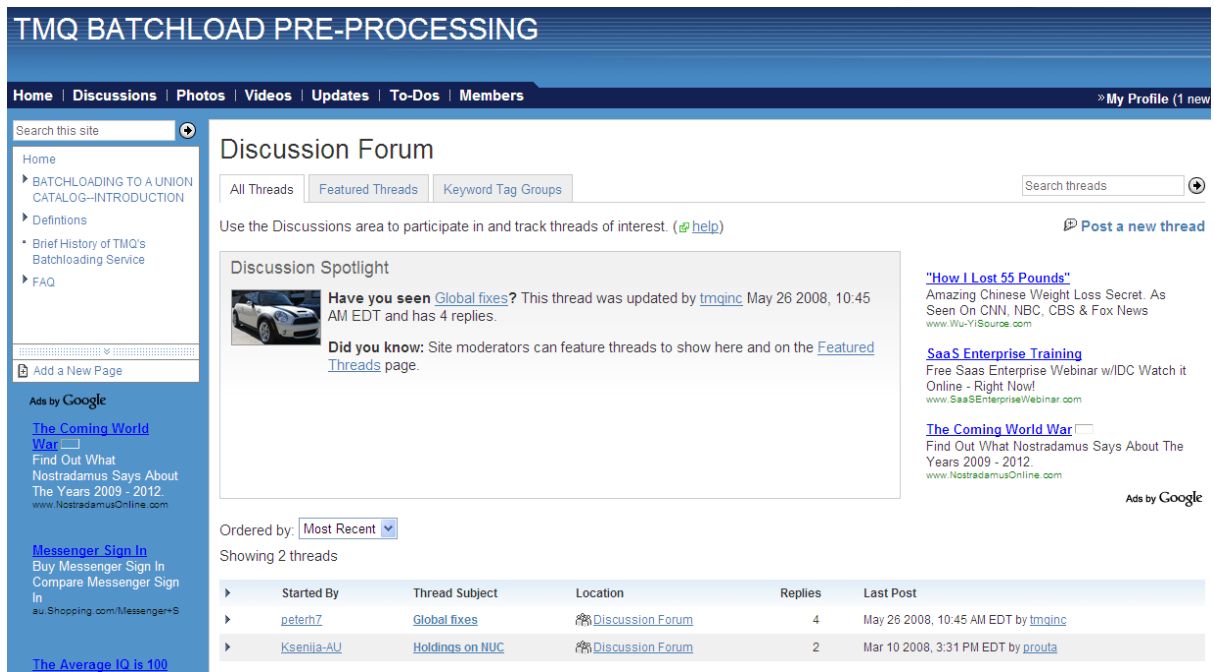 TMQ BATCHLOAD PRE-PROCESSING
Home | Discussions | Photos | Videos | Updates | To-Dos | Members
»My Profile (1 new
Search this site
Home
BATCHLOADING TO A UNION
CATALOG--INTRODUCTION
Defintions
Brief History of TMQ's
Batchloading Service
FAQ
Add a New Page
Ads by Google
The Coming World
War
Find Out What
Nostradamus Says About
The Years 2009 - 2012.
www.NostradamusOnline.com
Messenger Sign In
Buy Messenger Sign In
Compare Messenger Sign
In
au.Shopping.com/Messenger+S
The Average IQ is 100
Discussion Forum
All Threads Featured Threads Keyword Tag Groups
Search threads
Use the Discussions area to participate in and track threads of interest. (help)
Post a new thread
Discussion Spotlight
Have you seen Global fixes? This thread was updated by tmqinc May 26 2008, 10:45
AM EDT and has 4 replies.
Did you know: Site moderators can feature threads to show here and on the Featured
Threads page.
"How I Lost 55 Pounds"
Amazing Chinese Weight Loss Secret. As
Seen On CNN, NBC, CBS & Fox News
www.Wu-YiSource.com
SaaS Enterprise Training
Free Saas Enterprise Webinar w/IDC Watch it
Online - Right Now!
www.SaaSEnterpriseWebinar.com
The Coming World War
Find Out What Nostradamus Says About The
Years 2009 - 2012.
www.NostradamusOnline.com
Ads by Google
Ordered by: Most Recent
Showing 2 threads
Started By Thread Subject Location Replies Last Post
peterh7 Global fixes Discussion Forum 4 May 26 2008, 10:45 AM EDT by tmqinc
Ksenija-AU Holdings on NUC Discussion Forum 2 Mar 10 2008, 3:31 PM EDT by prouta